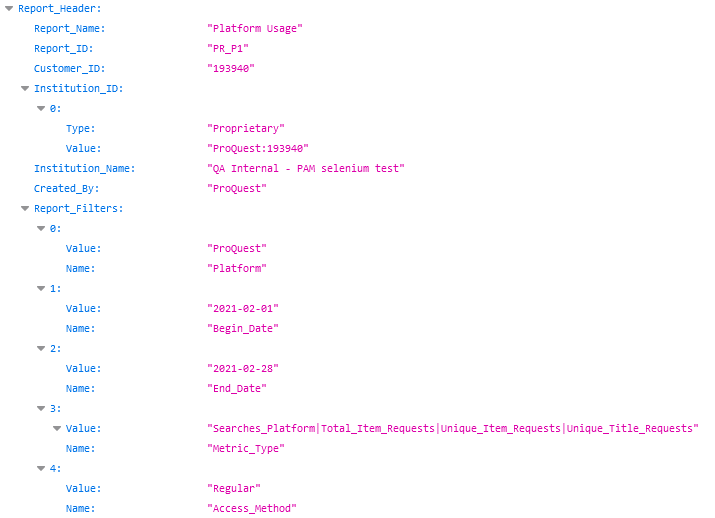 Report_Header:
Report_Name: "Platform Usage"
Report_ID: "PR_P1"
Customer_ID: "193940"
Institution_ID:
0:
Type: "Proprietary"
Value: "ProQuest:193940"
Institution_Name: "QA Internal - PAM selenium test"
Created_By: "ProQuest"
Report_Filters:
0:
Value: "ProQuest"
Name: "Platform"
1:
Value: "2021-02-01"
Name: "Begin_Date"
2:
Value: "2021-02-28"
Name: "End_Date"
3:
Value: "Searches_Platform|Total_Item_Requests|Unique_Item_Requests|Unique_Title_Requests"
Name: "Metric_Type"
4:
Value: "Regular"
Name: "Access_Method"